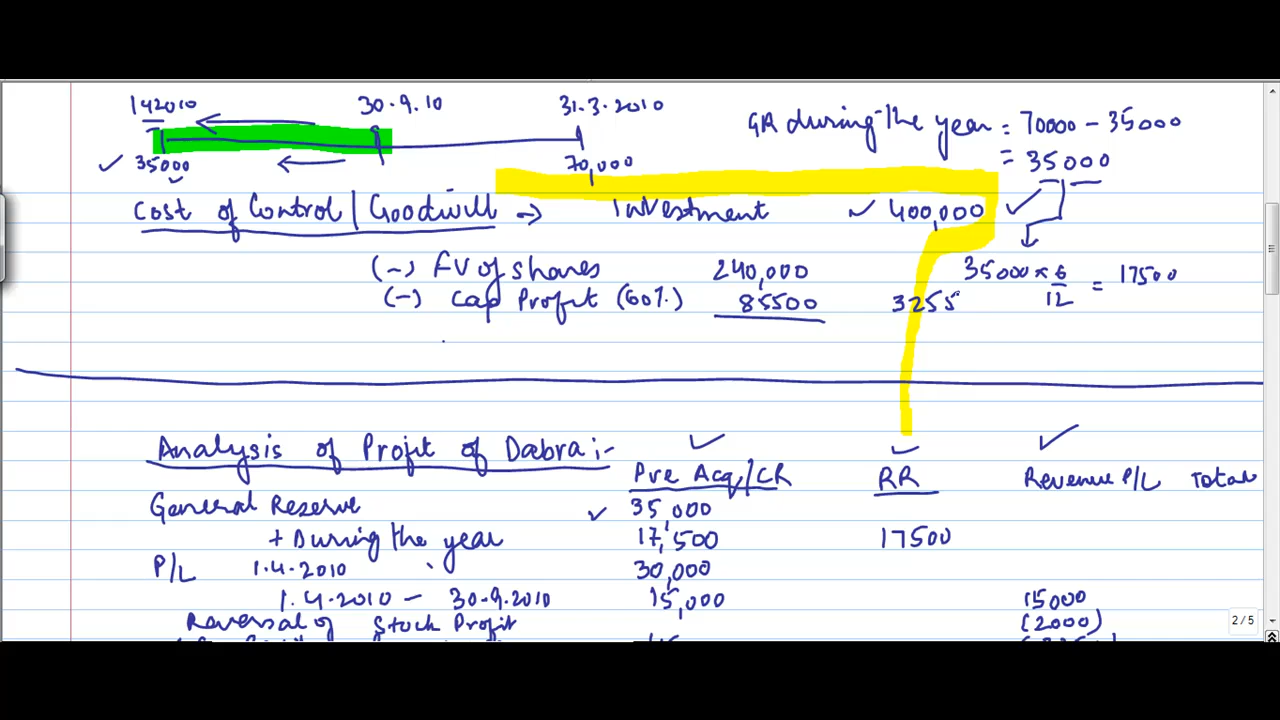 142010 30.9.10 31.3.2010
35000 70,000
GR during the year = 70000 - 35000
= 35000
Cost of Control | Goodwill → Investment 400,000
(-) FV of shares 240,000
35000 × 6/12 = 17500
(-) Cap Profit (60%) 85500 3255
Analysis of Profit of Dabra :-
Pre Acq/CR RR Revenue P/L Total
General Reserve 35,000
+ During the year 17,500 17500
P/L 1.4.2010 30,000
1.4.2010 - 30.9.2010 15,000 15000
Reversal of Stock Profit (2000)
2/5